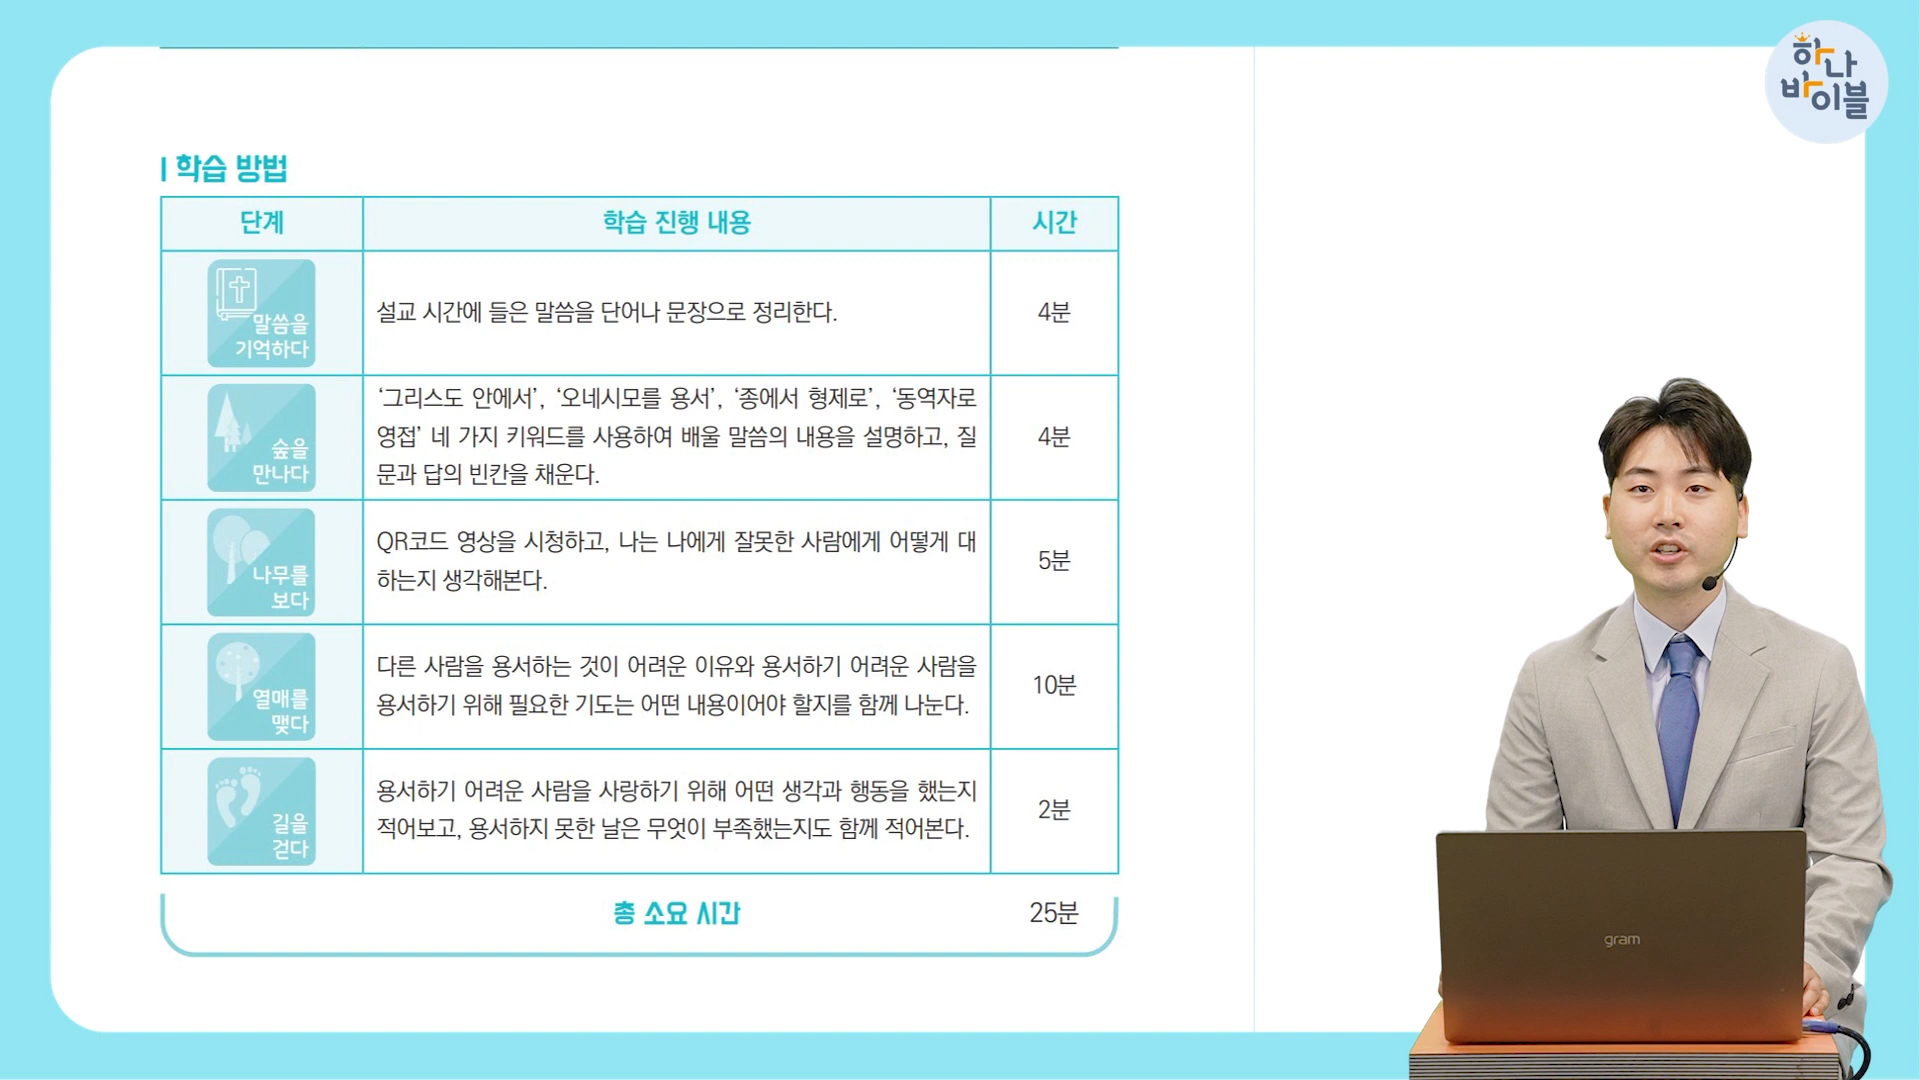 하나
바이블
학습 방법
단계 학습 진행 내용 시간
말씀을
기억하다
설교 시간에 들은 말씀을 단어나 문장으로 정리한다.
4분
숲을
만나다
‘그리스도 안에서’, ‘오네시모를 용서’, ‘종에서 형제로’, ‘동역자로
영접’ 네 가지 키워드를 사용하여 배울 말씀의 내용을 설명하고, 질
문과 답의 빈칸을 채운다.
4분
나무를
보다
QR코드 영상을 시청하고, 나는 나에게 잘못한 사람에게 어떻게 대
하는지 생각해본다.
5분
열매를
맺다
다른 사람을 용서하는 것이 어려운 이유와 용서하기 어려운 사람을
용서하기 위해 필요한 기도는 어떤 내용이어야 할지를 함께 나눈다.
10분
길을
걷다
용서하기 어려운 사람을 사랑하기 위해 어떤 생각과 행동을 했는지
적어보고, 용서하지 못한 날은 무엇이 부족했는지도 함께 적어본다.
2분
총 소요 시간 25분
gram